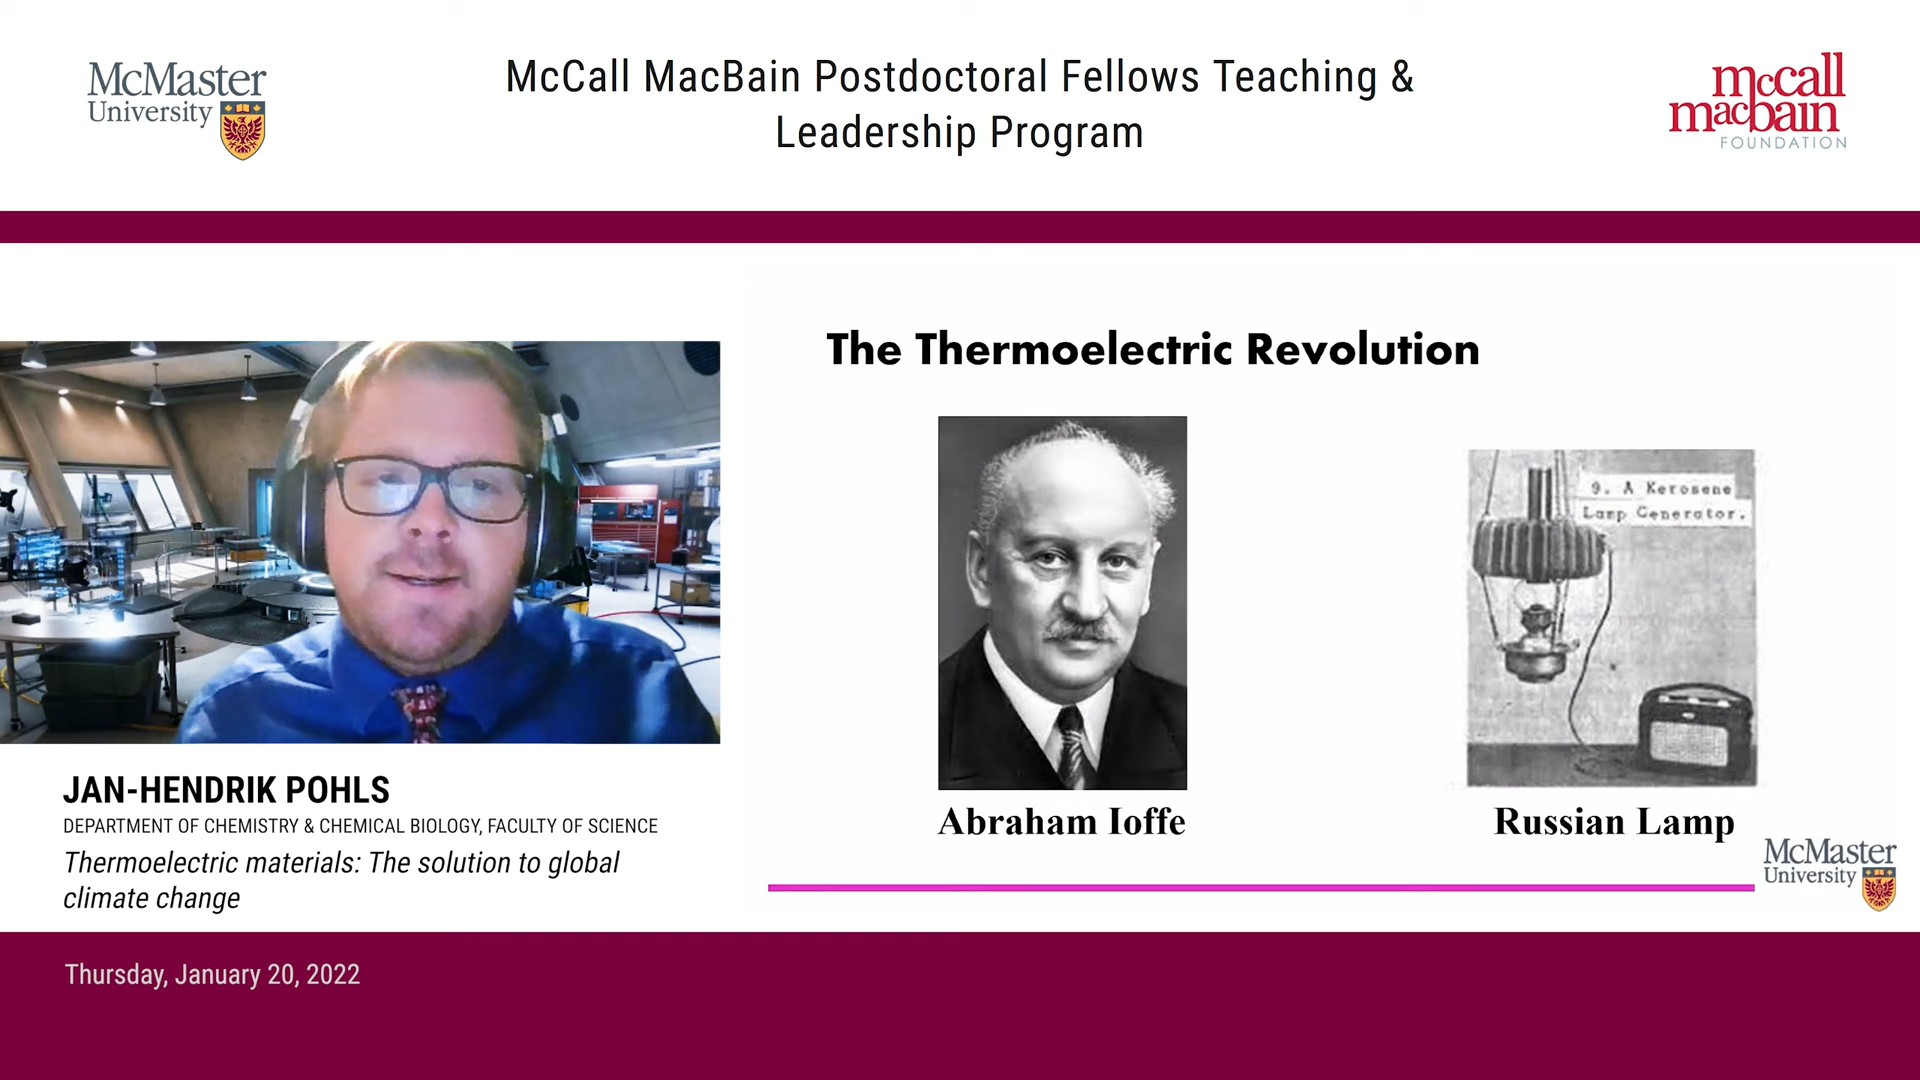 McMaster
University
McCall MacBain Postdoctoral Fellows Teaching &
Leadership Program
mccall
macbain
FOUNDATION
The Thermoelectric Revolution
9. A Kerosene
Lamp Generator.
Abraham Ioffe
Russian Lamp
McMaster
University
JAN-HENDRIK POHLS
DEPARTMENT OF CHEMISTRY & CHEMICAL BIOLOGY, FACULTY OF SCIENCE
Thermoelectric materials: The solution to global
climate change
Thursday, January 20, 2022